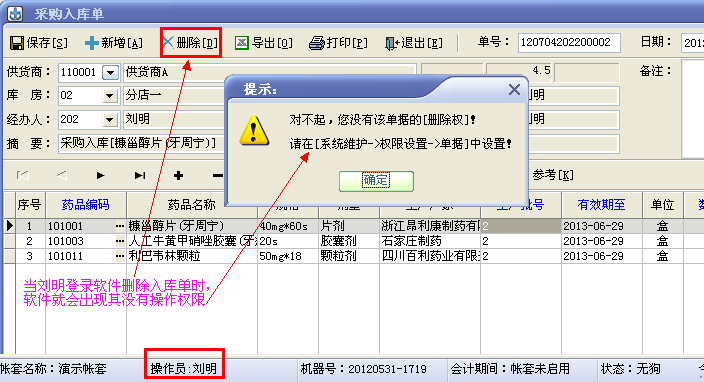 采购入库单
保存[S] 新增[A] 删除[D] 导出[O] 打印[P] 退出[E] 单号: 120704202200002 日期: 2012
供货商: 110001 供货商A 4.5 备注:
提示:
库 房: 02 分店一 明
对不起,您没有该单据的[删除权]!
经办人: 202 刘明 明
请在[系统维护->权限设置->单据]中设置!
摘 要: 采购入库[糠甾醇片(牙周宁)]
确定
参考[K]
序号 药品编码 药品名称 生产批号 有效期至 单位 数
1 101001 糠甾醇片(牙周宁) 40mg*60s 片剂 浙江昂利康制药有限 2 2013-06-29 盒
2 101003 人工牛黄甲硝唑胶囊(牙 20s 胶囊剂 石家庄制药 2 2013-06-29 盒
3 101011 利巴韦林颗粒 50mg*18 颗粒剂 四川百利药业有限 2 2013-06-29 盒
当刘明登录软件删除入库单时,
软件就会出现其没有操作权限
帐套名称: 演示帐套 操作员:刘明 机器号: 20120531-1719 会计期间: 帐套未启用 状态: 无狗